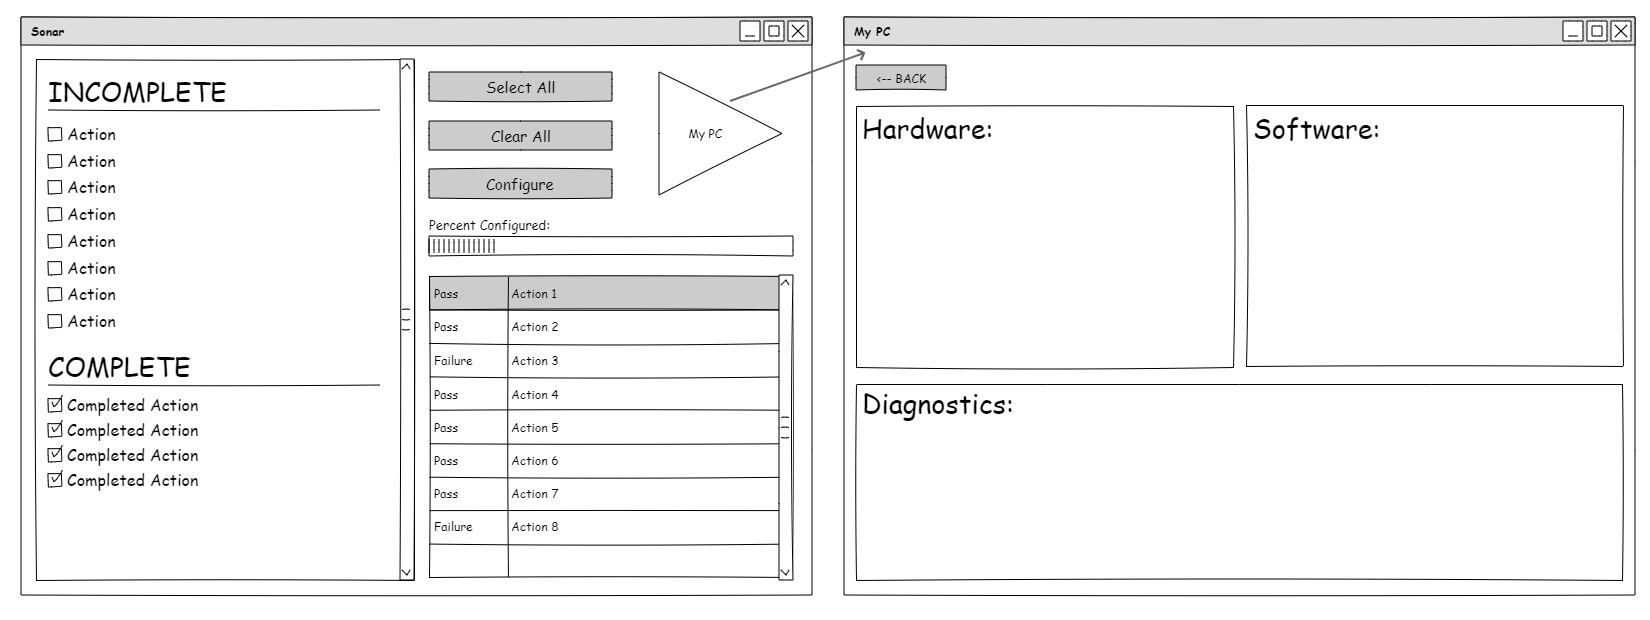 Sonar
INCOMPLETE
Action
Action
Action
Action
Action
Action
Action
Action
COMPLETE
Completed Action
Completed Action
Completed Action
Completed Action
Select All
Clear All
Configure
My PC
Percent Configured:
Pass Action 1
Pass Action 2
Failure Action 3
Pass Action 4
Pass Action 5
Pass Action 6
Pass Action 7
Failure Action 8
My PC
<-- BACK
Hardware:
Software:
Diagnostics: